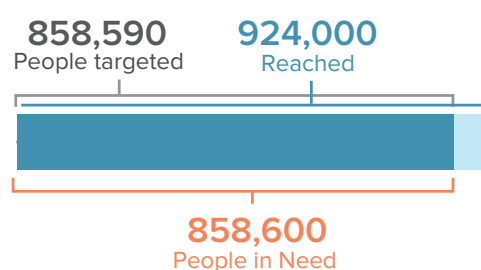 858,590
People targeted
924,000
Reached
858,600
People in Need